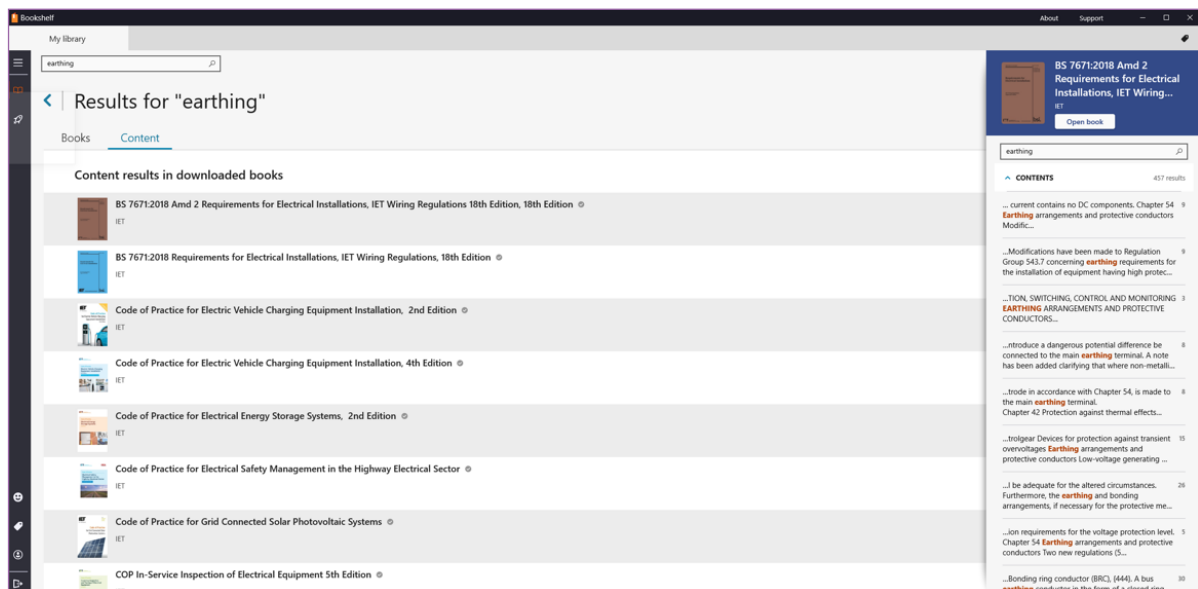 Bookshelf
About
Support
My library
earthing
Results for "earthing"
Books
Content
Content results in downloaded books
BS 7671:2018 Amd 2 Requirements for Electrical Installations, IET Wiring Regulations 18th Edition, 18th Edition
IET
BS 7671:2018 Requirements for Electrical Installations, IET Wiring Regulations, 18th Edition
IET
Code of Practice for Electric Vehicle Charging Equipment Installation, 2nd Edition
IET
Code of Practice for Electric Vehicle Charging Equipment Installation, 4th Edition
IET
Code of Practice for Electrical Energy Storage Systems, 2nd Edition
IET
Code of Practice for Electrical Safety Management in the Highway Electrical Sector
IET
Code of Practice for Grid Connected Solar Photovoltaic Systems
IET
COP In-Service Inspection of Electrical Equipment 5th Edition
BS 7671:2018 Amd 2
Requirements for Electrical
Installations, IET Wiring...
IET
Open book
earthing
CONTENTS
457 results
... current contains no DC components. Chapter 54 9
Earthing arrangements and protective conductors
Modific...
...Modifications have been made to Regulation 9
Group 543.7 concerning earthing requirements for
the installation of equipment having high protec...
...TION, SWITCHING, CONTROL AND MONITORING 3
EARTHING ARRANGEMENTS AND PROTECTIVE
CONDUCTORS...
...ntroduce a dangerous potential difference be 8
connected to the main earthing terminal. A note
has been added clarifying that where non-metalli...
...trode in accordance with Chapter 54, is made to 8
the main earthing terminal.
Chapter 42 Protection against thermal effects...
...trolgear Devices for protection against transient 15
overvoltages Earthing arrangements and
protective conductors Low-voltage generating ...
...l be adequate for the altered circumstances. 26
Furthermore, the earthing and bonding
arrangements, if necessary for the protective me...
...ion requirements for the voltage protection level. 5
Chapter 54 Earthing arrangements and protective
conductors Two new regulations (5...
...Bonding ring conductor (BRC), (444). A bus 30
earthing conductor in the form of a closed ring